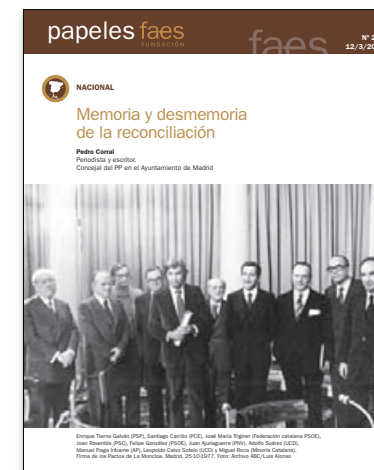 papeles faes
FUNDACIÓN
faes
Nº 2
12/3/20
NACIONAL
Memoria y desmemoria
de la reconciliación
Pedro Corral
Periodista y escritor.
Concejal del PP en el Ayuntamiento de Madrid
Enrique Tierno Galván (PSP), Santiago Carrillo (PCE), José María Triginer (Federación catalana PSOE),
Joan Raventós (PSC), Felipe González (PSOE), Juan Ajuriaguerra (PNV), Adolfo Suárez (UCD),
Manuel Fraga Iribarne (AP), Leopoldo Calvo Sotelo (UCD) y Miquel Roca (Minoría Catalana).
Firma de los Pactos de La Moncloa. Madrid, 25-10-1977. Foto: Archivo ABC/Luis Alonso